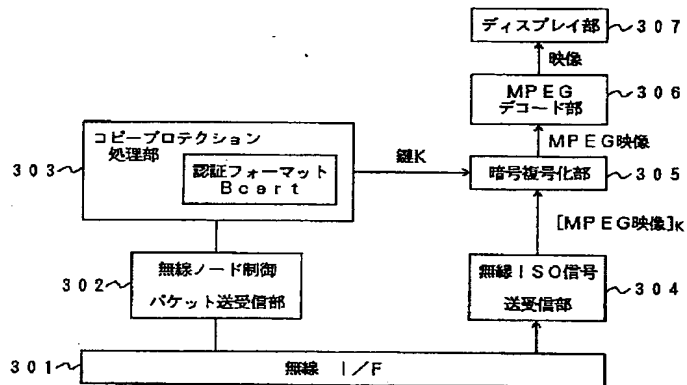 ディスプレイ部
307
映像
MPEG
デコード部
306
MPEG映像
コピープロテクション
処理部
認証フォーマット
Bcert
303
鍵K
暗号複号化部
305
[MPEG映像]K
無線ノード制御
パケット送受信部
302
無線ISO信号
送受信部
304
301
無線 I/F